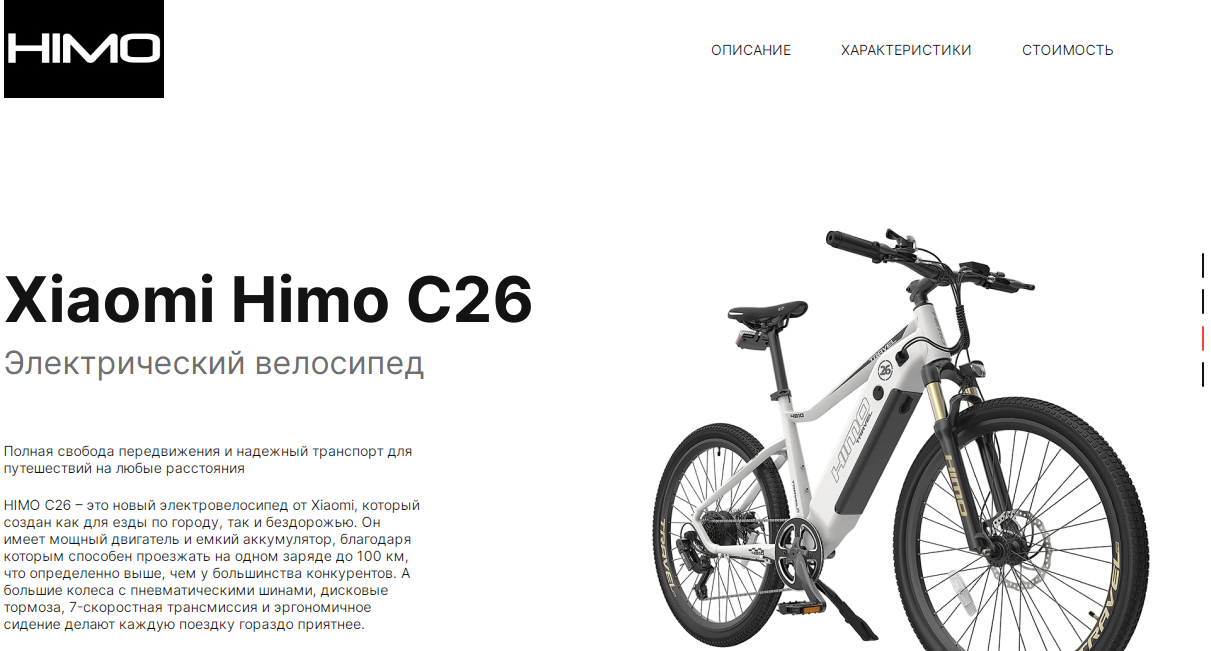 HIMO
ОПИСАНИЕ ХАРАКТЕРИСТИКИ СТОИМОСТЬ
Xiaomi Himo C26
Электрический велосипед
Полная свобода передвижения и надежный транспорт для
путешествий на любые расстояния
HIMO C26 – это новый электровелосипед от Xiaomi, который
создан как для езды по городу, так и бездорожью. Он
имеет мощный двигатель и емкий аккумулятор, благодаря
которым способен проезжать на одном заряде до 100 км,
что определенно выше, чем у большинства конкурентов. А
большие колеса с пневматическими шинами, дисковые
тормоза, 7-скоростная трансмиссия и эргономичное
сидение делают каждую поездку гораздо приятнее.
TRAVEL
26
HIMO
TRAVEL
HIMO
TRAVEL
TRAVEL